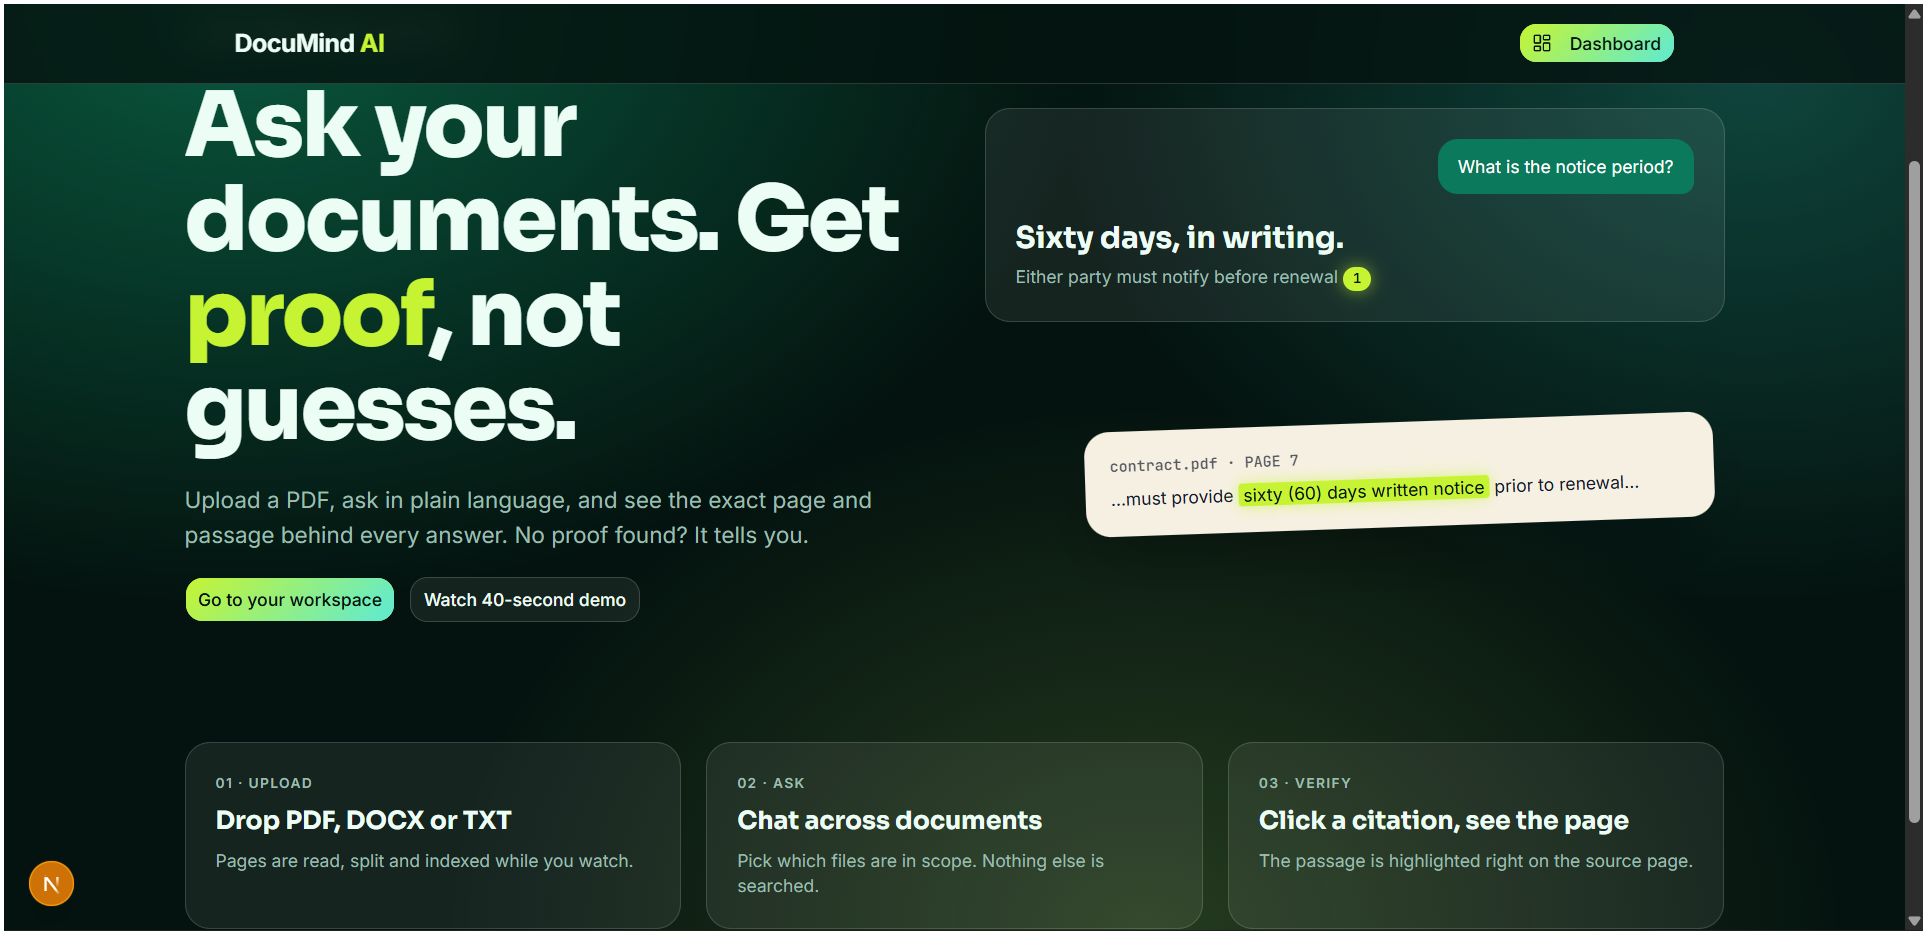 DocuMind AI
Dashboard
Ask your
documents. Get
proof, not
guesses.
Upload a PDF, ask in plain language, and see the exact page and
passage behind every answer. No proof found? It tells you.
Go to your workspace
Watch 40-second demo
What is the notice period?
Sixty days, in writing.
Either party must notify before renewal 1
contract.pdf · PAGE 7
...must provide sixty (60) days written notice prior to renewal...
01 · UPLOAD
Drop PDF, DOCX or TXT
Pages are read, split and indexed while you watch.
02 · ASK
Chat across documents
Pick which files are in scope. Nothing else is
searched.
03 · VERIFY
Click a citation, see the page
The passage is highlighted right on the source page.
N